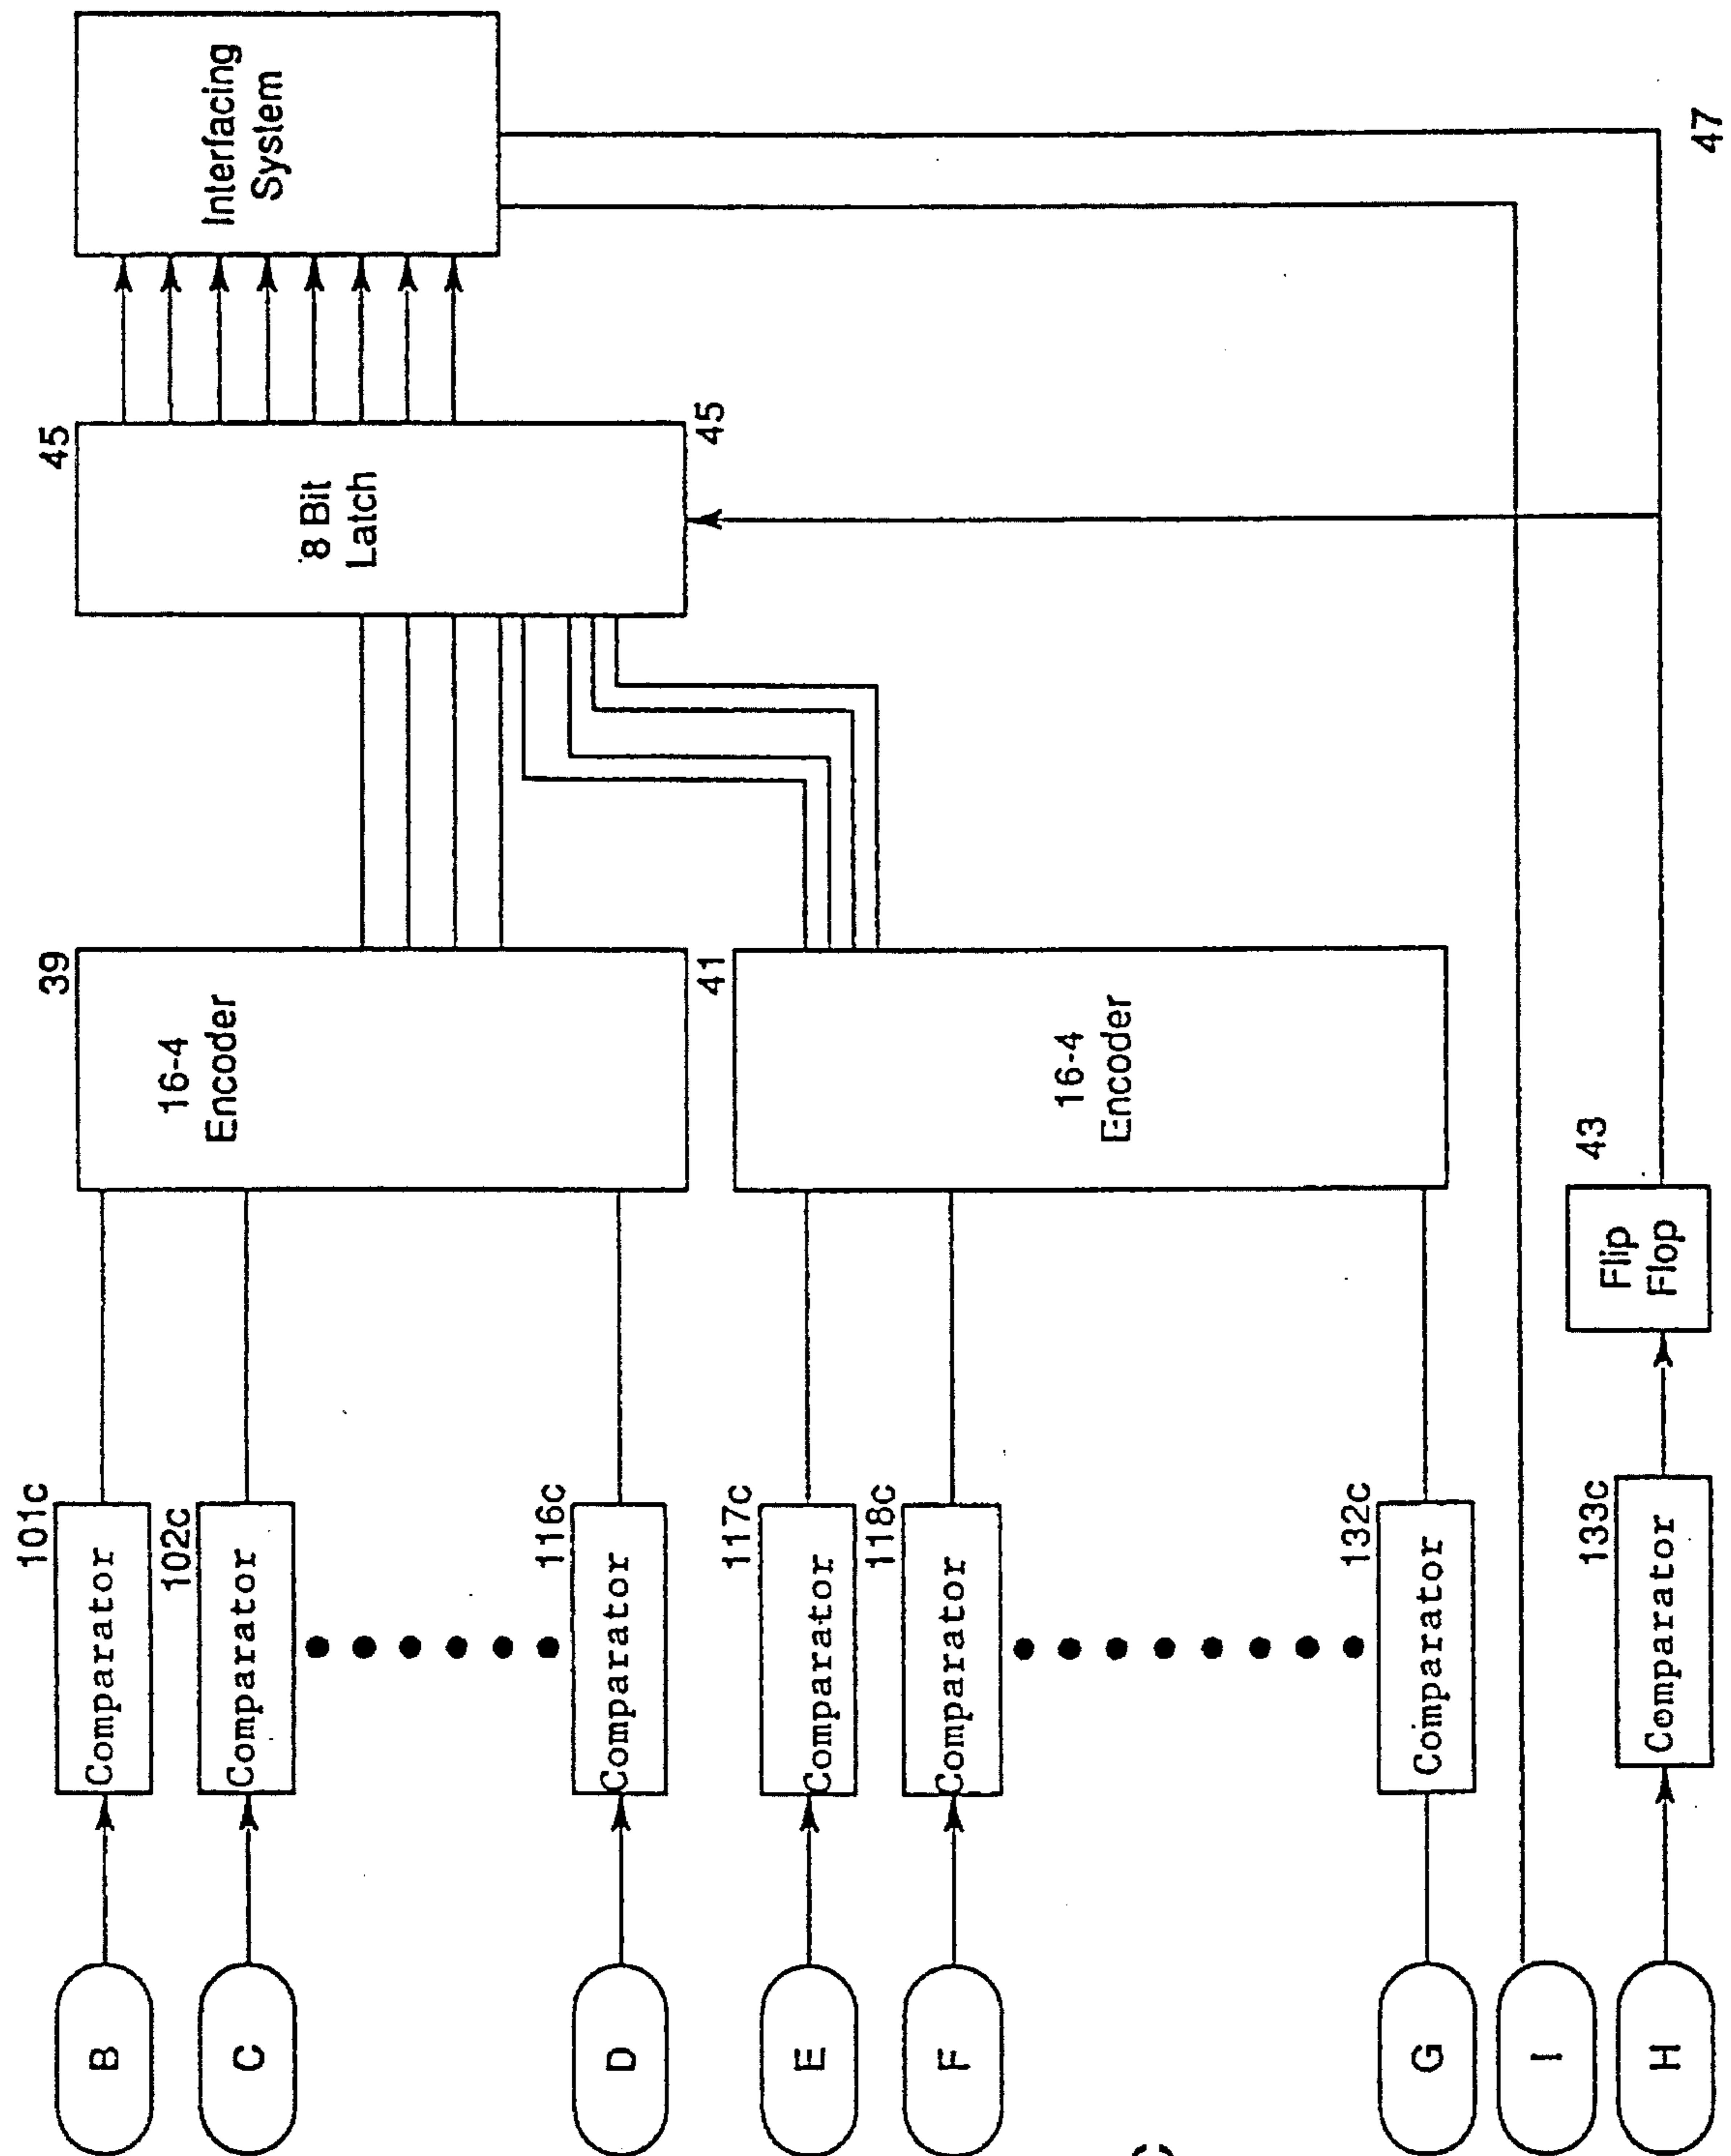 B
101c
Comparator
C
102c
Comparator
D
116c
Comparator
E
117c
Comparator
F
118c
Comparator
G
132c
Comparator
I
H
133c
Comparator
39
16-4
Encoder
41
16-4
Encoder
43
Flip
Flop
45
8 Bit
Latch
45
Interfacing
System
47